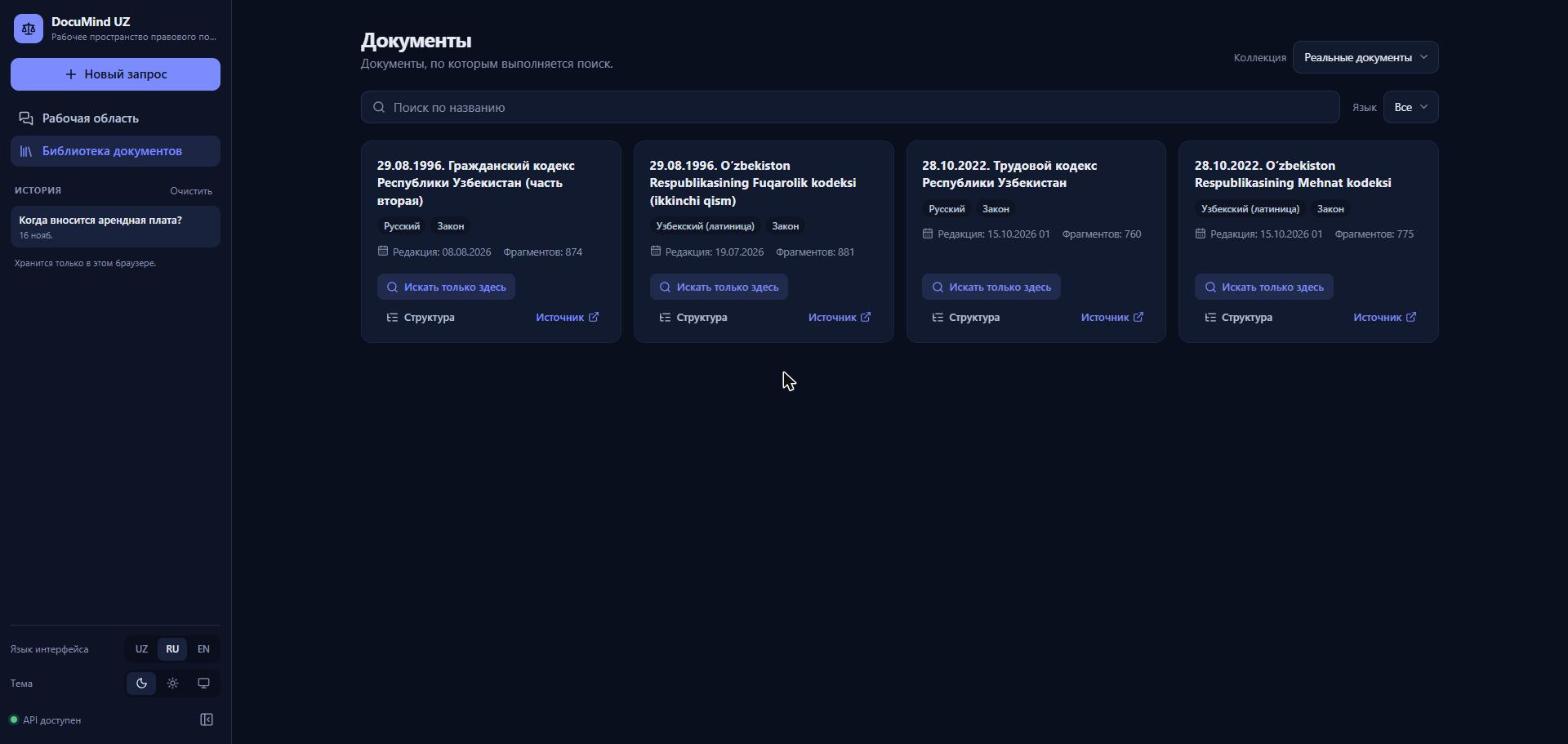 DocuMind UZ
Рабочее пространство правового по...
Новый запрос
Рабочая область
Библиотека документов
ИСТОРИЯ
Очистить
Когда вносится арендная плата?
16 нояб.
Хранится только в этом браузере.
Язык интерфейса
UZ RU EN
Тема
API доступен
Документы
Документы, по которым выполняется поиск.
Коллекция
Реальные документы
Поиск по названию
Язык
Все
29.08.1996. Гражданский кодекс
Республики Узбекистан (часть
вторая)
Русский Закон
Редакция: 08.08.2026 Фрагментов: 874
Искать только здесь
Структура Источник
29.08.1996. O‘zbekiston
Respublikasining Fuqarolik kodeksi
(ikkinchi qism)
Узбекский (латиница) Закон
Редакция: 19.07.2026 Фрагментов: 881
Искать только здесь
Структура Источник
28.10.2022. Трудовой кодекс
Республики Узбекистан
Русский Закон
Редакция: 15.10.2026 01 Фрагментов: 760
Искать только здесь
Структура Источник
28.10.2022. O‘zbekiston
Respublikasining Mehnat kodeksi
Узбекский (латиница) Закон
Редакция: 15.10.2026 01 Фрагментов: 775
Искать только здесь
Структура Источник